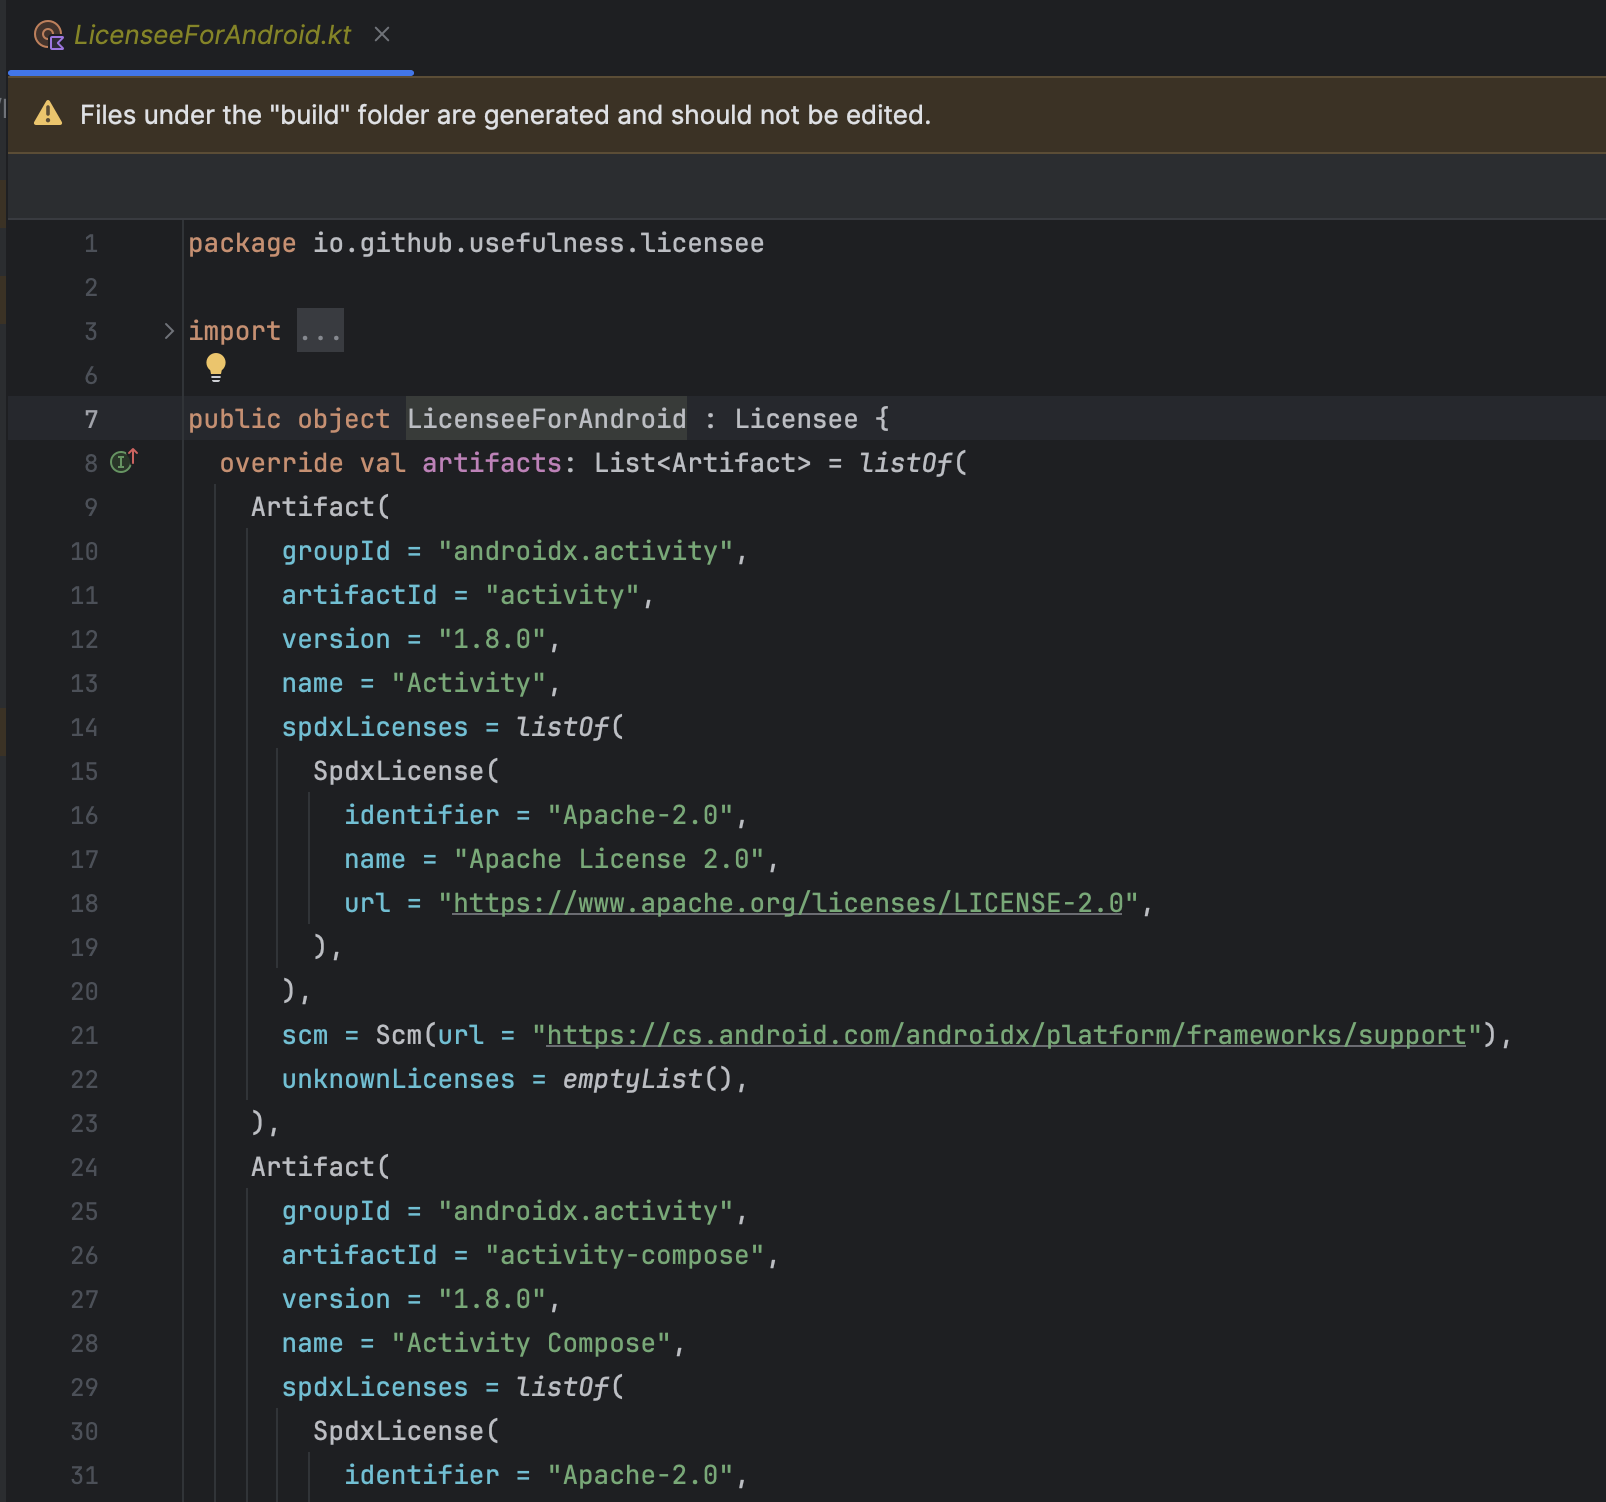 LicenseeForAndroid.kt
Files under the "build" folder are generated and should not be edited.
1 package io.github.usefulness.licensee
2
3 import ...
6
7 public object LicenseeForAndroid : Licensee {
8 override val artifacts: List<Artifact> = listOf(
9 Artifact(
10 groupId = "androidx.activity",
11 artifactId = "activity",
12 version = "1.8.0",
13 name = "Activity",
14 spdxLicenses = listOf(
15 SpdxLicense(
16 identifier = "Apache-2.0",
17 name = "Apache License 2.0",
18 url = "https://www.apache.org/licenses/LICENSE-2.0",
19 ),
20 ),
21 scm = Scm(url = "https://cs.android.com/androidx/platform/frameworks/support"),
22 unknownLicenses = emptyList(),
23 ),
24 Artifact(
25 groupId = "androidx.activity",
26 artifactId = "activity-compose",
27 version = "1.8.0",
28 name = "Activity Compose",
29 spdxLicenses = listOf(
30 SpdxLicense(
31 identifier = "Apache-2.0",